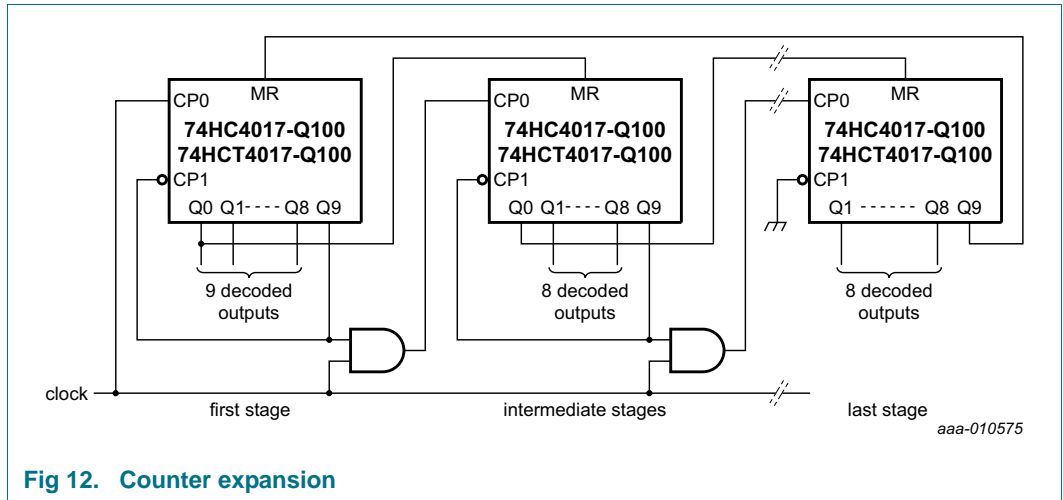 MR MR MR
CP0 CP0 CP0
74HC4017-Q100 74HC4017-Q100 74HC4017-Q100
74HCT4017-Q100 74HCT4017-Q100 74HCT4017-Q100
CP1 CP1 CP1
Q0 Q1---- Q8 Q9 Q0 Q1---- Q8 Q9 Q1 ------ Q8 Q9
9 decoded 8 decoded 8 decoded
outputs outputs outputs
clock
first stage intermediate stages last stage
aaa-010575
Fig 12. Counter expansion